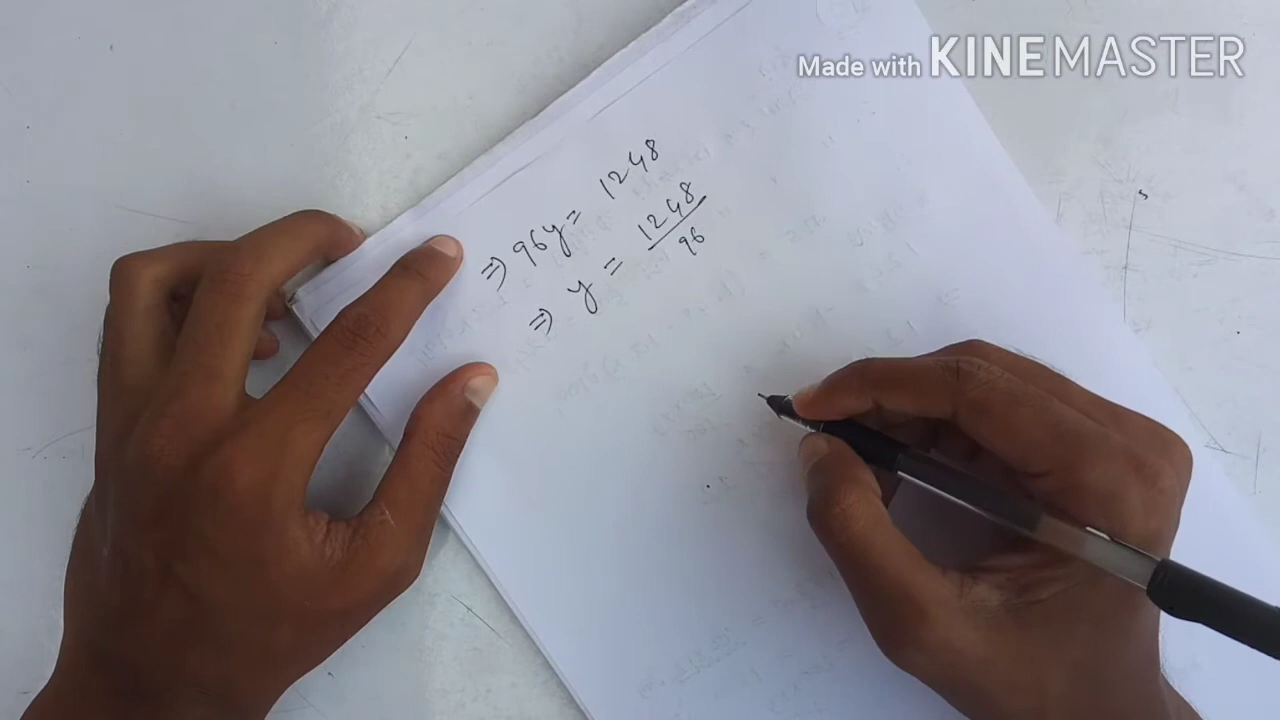 Made with KINEMASTER
⇒ 96y = 1248
⇒ y = 1248/96